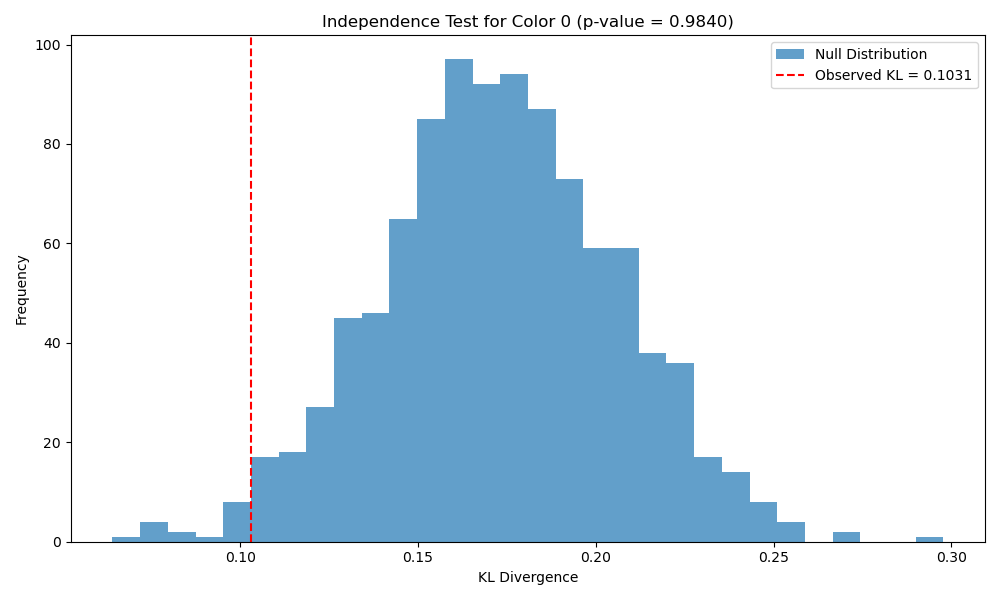 Independence Test for Color 0 (p-value = 0.9840)
Null Distribution
Observed KL = 0.1031
Frequency
100
80
60
40
20
0
0.10
0.15
0.20
0.25
0.30
KL Divergence